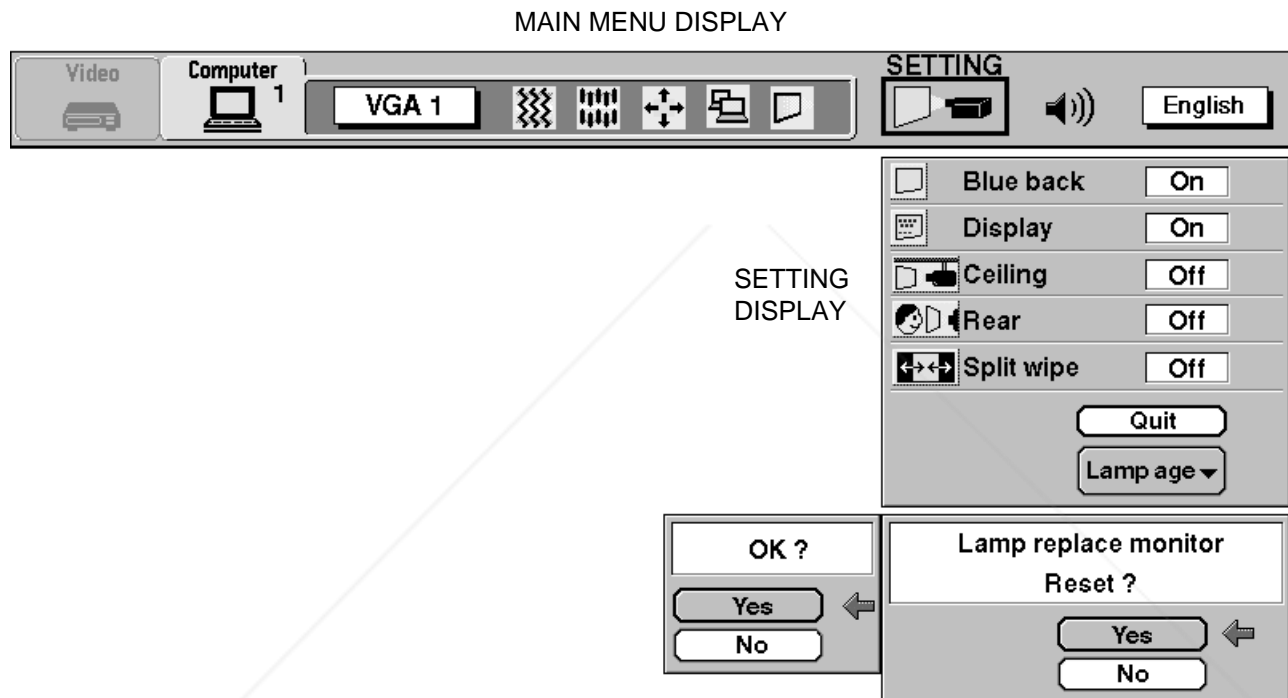 MAIN MENU DISPLAY
Video
Computer
1
VGA 1
SETTING
English
Blue back On
Display On
SETTING
DISPLAY
Ceiling Off
Rear Off
Split wipe Off
Quit
Lamp age
OK ?
Yes
No
Lamp replace monitor
Reset ?
Yes
No